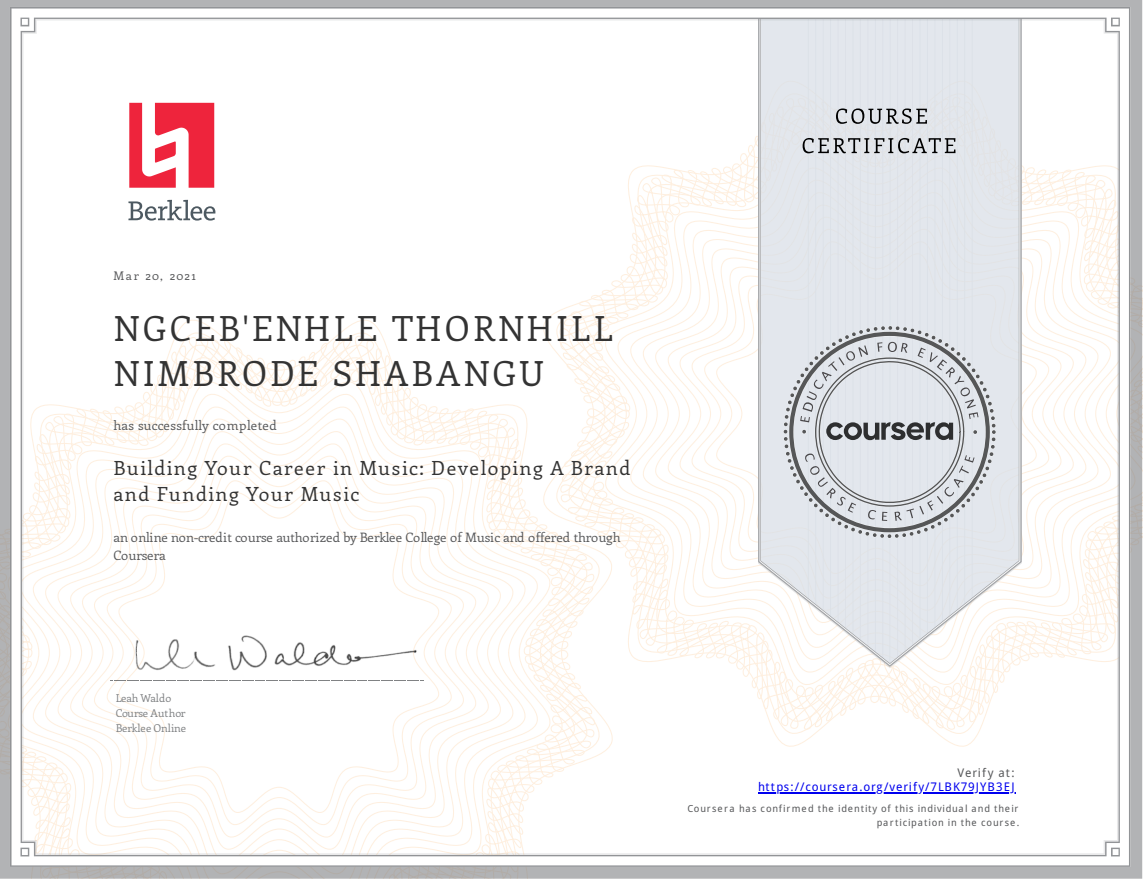 COURSE
CERTIFICATE
Berklee
Mar 20, 2021
NGCEB'ENHLE THORNHILL
NIMBRODE SHABANGU
has successfully completed
Building Your Career in Music: Developing A Brand
and Funding Your Music
an online non-credit course authorized by Berklee College of Music and offered through
Coursera
EDUCATION FOR EVERYONE
coursera
COURSE CERTIFICATE
Leah Waldo
Leah Waldo
Course Author
Berklee Online
Verify at:
https://coursera.org/verify/7LBK79JYB3EJ
Coursera has confirmed the identity of this individual and their
participation in the course.